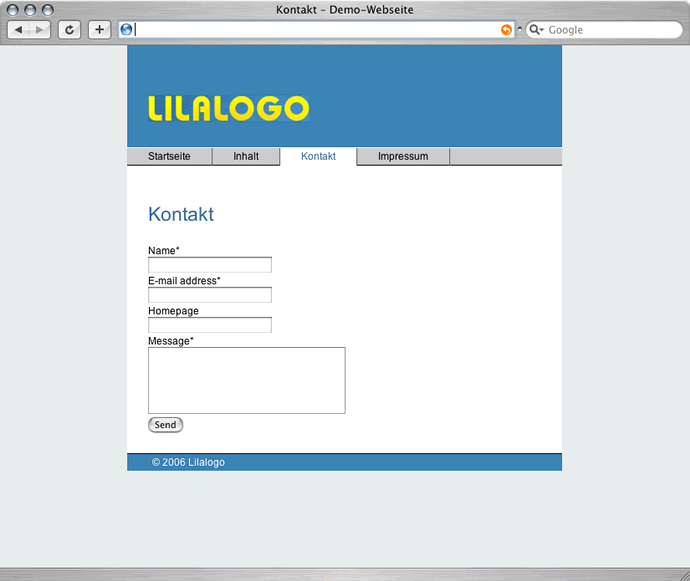 Kontakt – Demo-Webseite
Google
LILALOGO
Startseite Inhalt Kontakt Impressum
Kontakt
Name*
E-mail address*
Homepage
Message*
Send
© 2006 Lilalogo